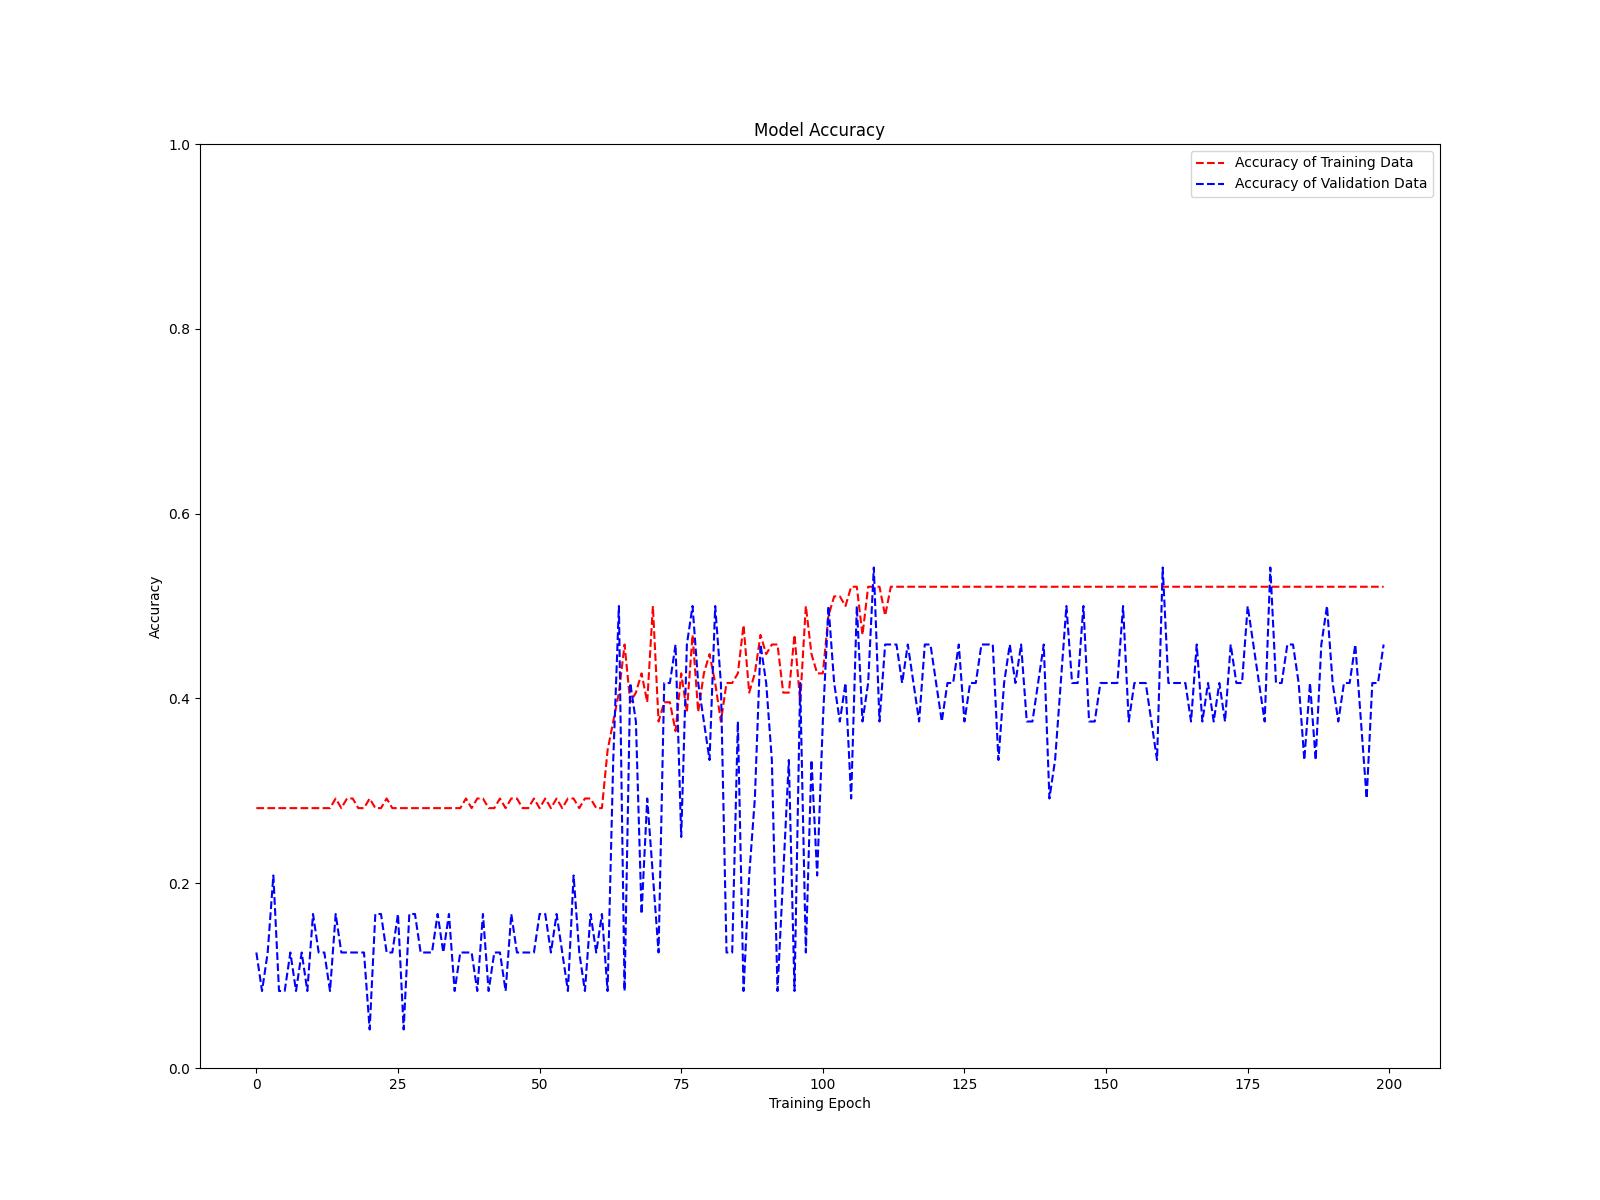 Model Accuracy
Accuracy of Training Data
Accuracy of Validation Data
1.0
0.8
0.6
0.4
0.2
0.0
Accuracy
0 25 50 75 100 125 150 175 200
Training Epoch